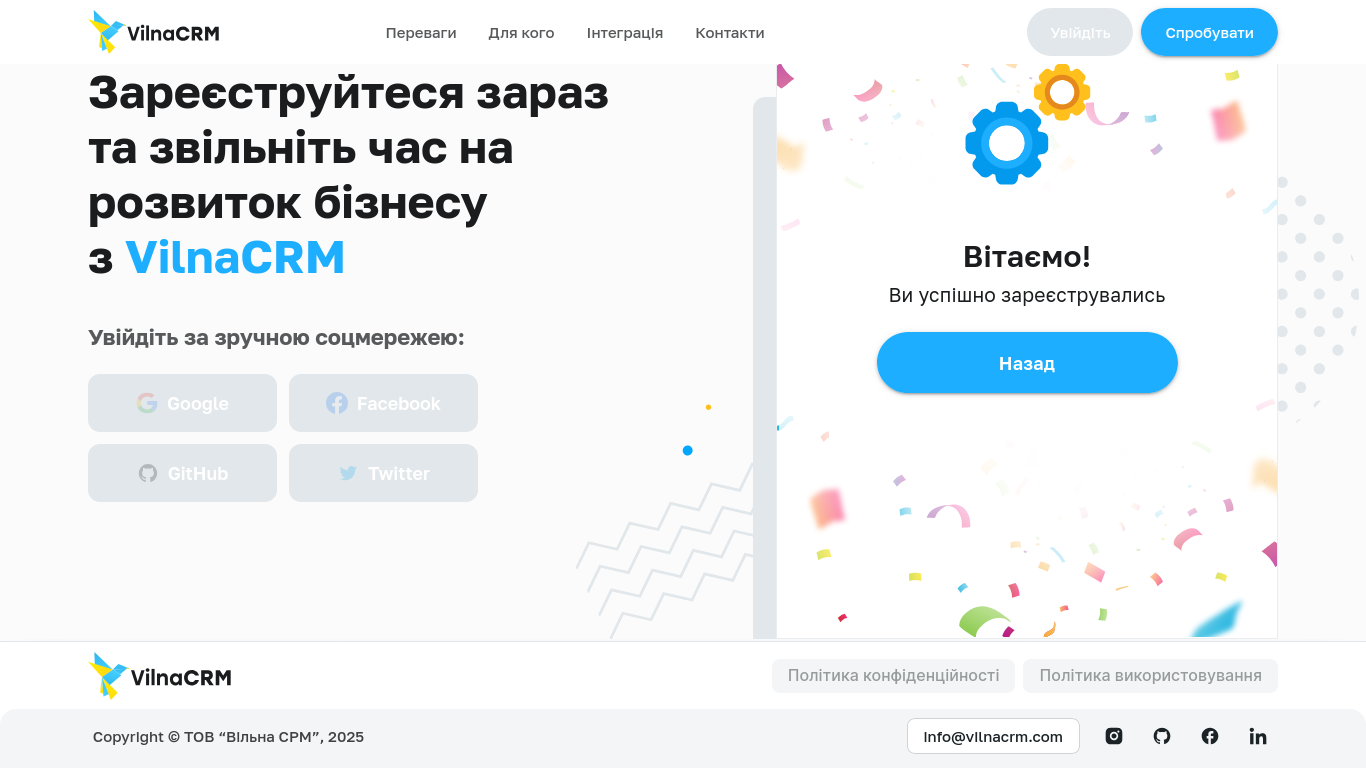 VilnaCRM
Переваги
Для кого
Інтеграція
Контакти
Увійдіть
Спробувати
Зареєструйтеся зараз
та звільніть час на
розвиток бізнесу
з VilnaCRM
Увійдіть за зручною соцмережею:
Google
Facebook
GitHub
Twitter
Вітаємо!
Ви успішно зареєструвались
Назад
VilnaCRM
Політика конфіденційності
Політика використовування
Copyright © ТОВ “Вільна СРМ”, 2025
info@vilnacrm.com